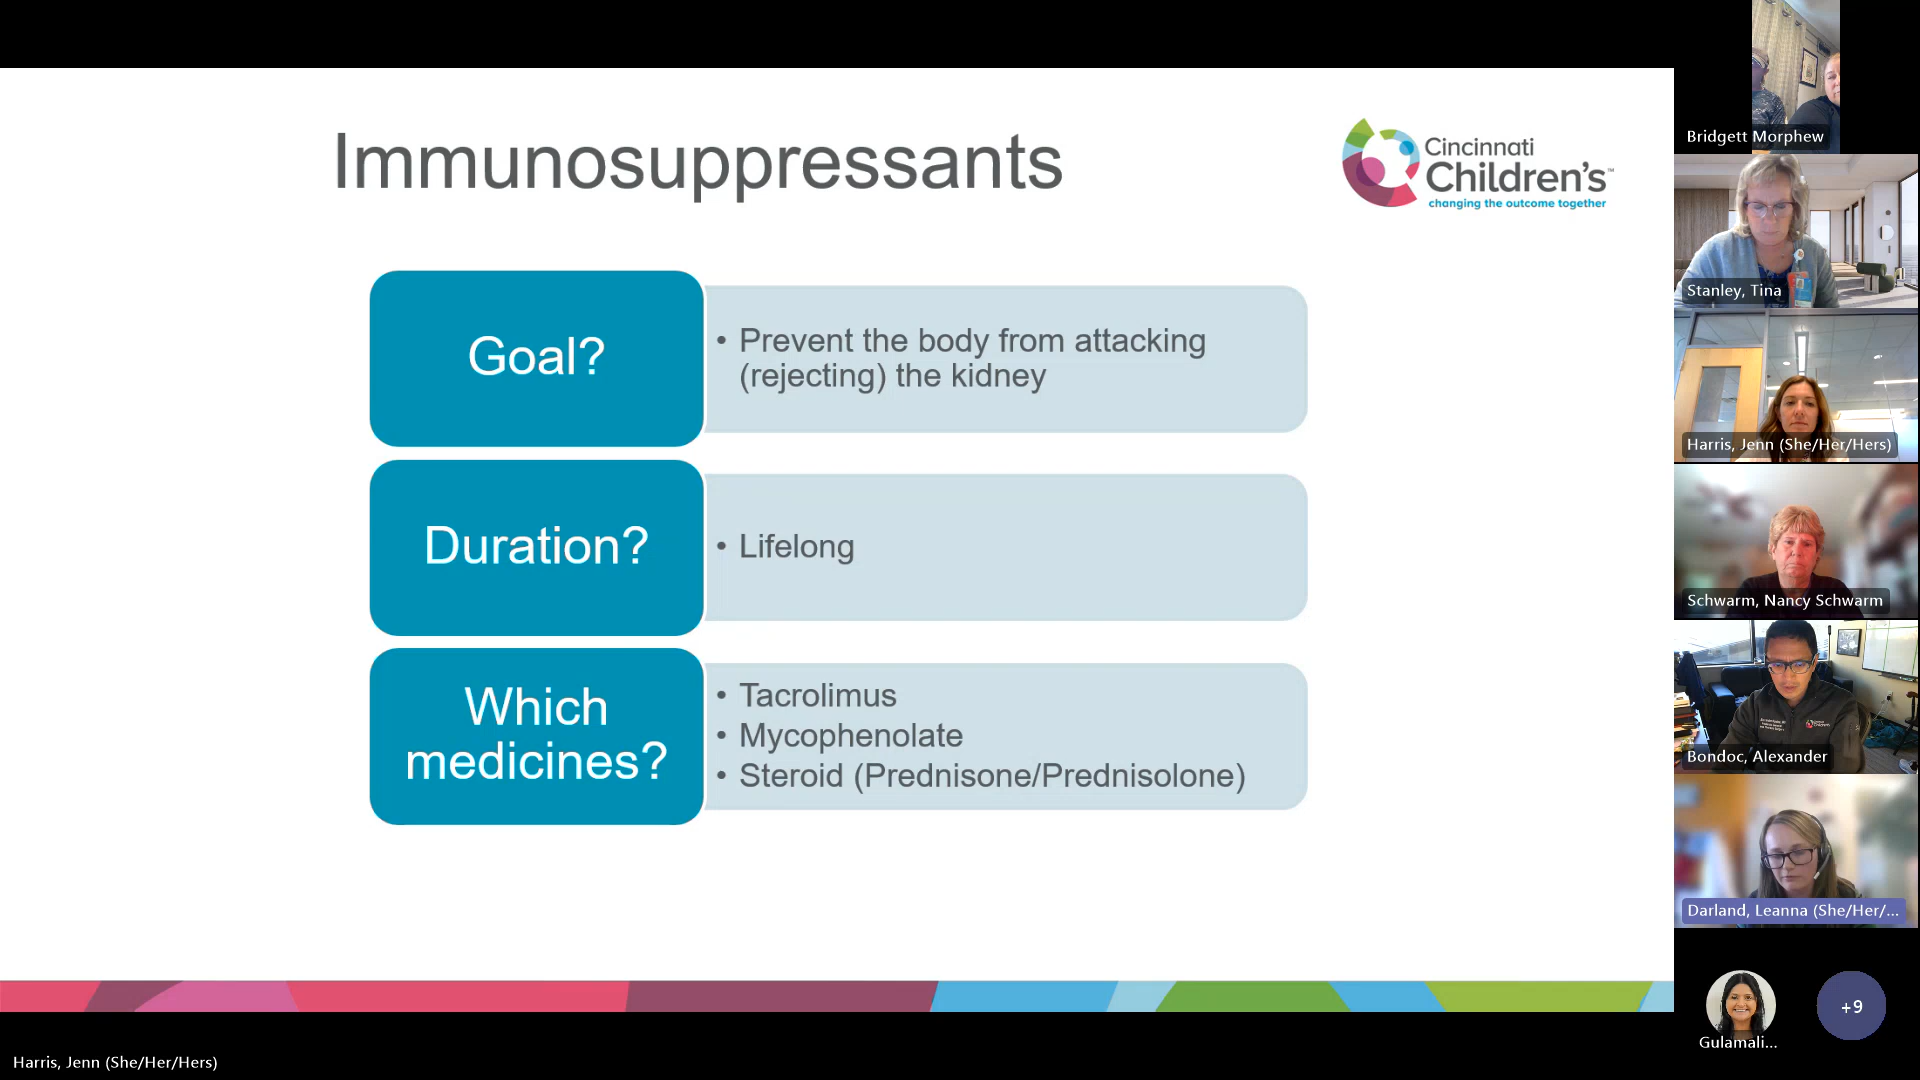 Immunosuppressants
Cincinnati
Children's™
changing the outcome together
Goal?
• Prevent the body from attacking
(rejecting) the kidney
Duration?
• Lifelong
Which
medicines?
• Tacrolimus
• Mycophenolate
• Steroid (Prednisone/Prednisolone)
Bridgett Morphew
Stanley, Tina
Harris, Jenn (She/Her/Hers)
Schwarm, Nancy Schwarm
Bondoc, Alexander
Darland, Leanna (She/Her/...
Gulamali...
+9
Harris, Jenn (She/Her/Hers)